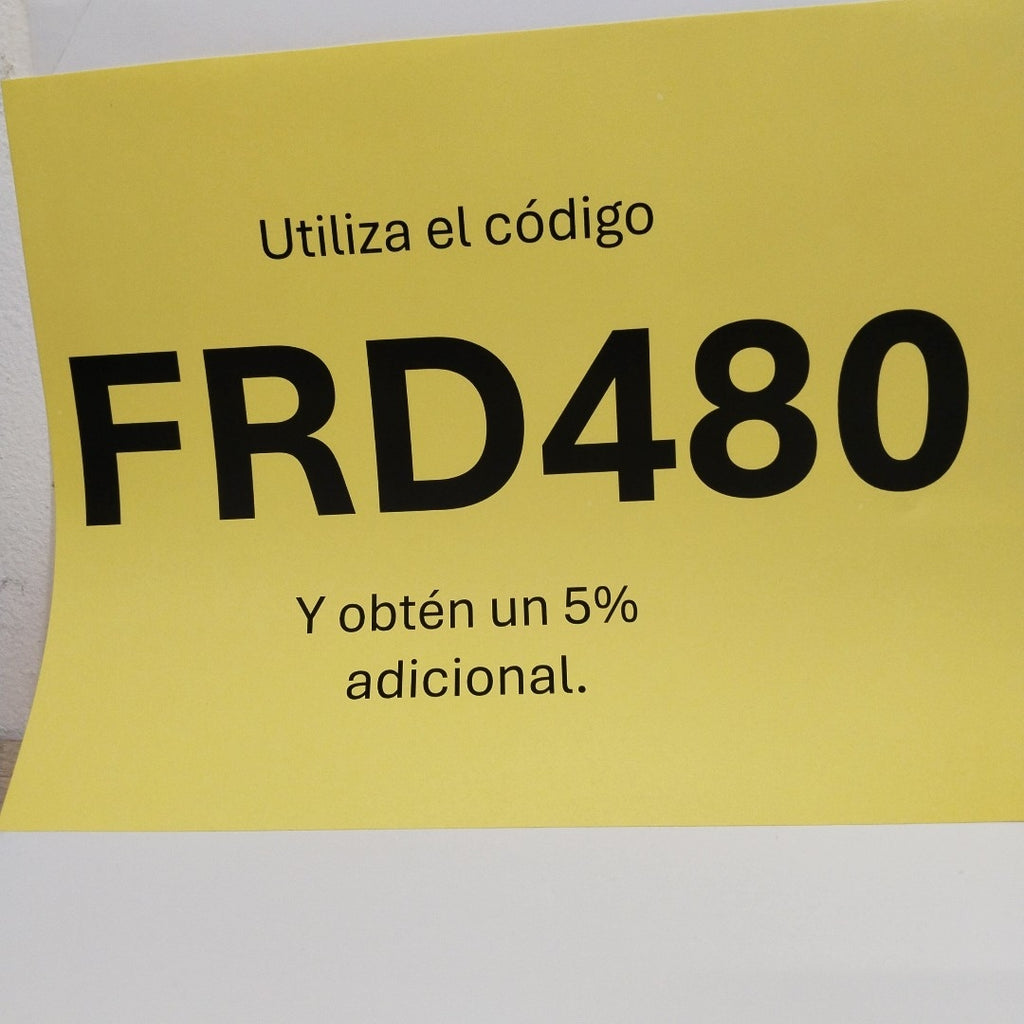 Utiliza el código
FRD480
Y obtén un 5%
adicional.